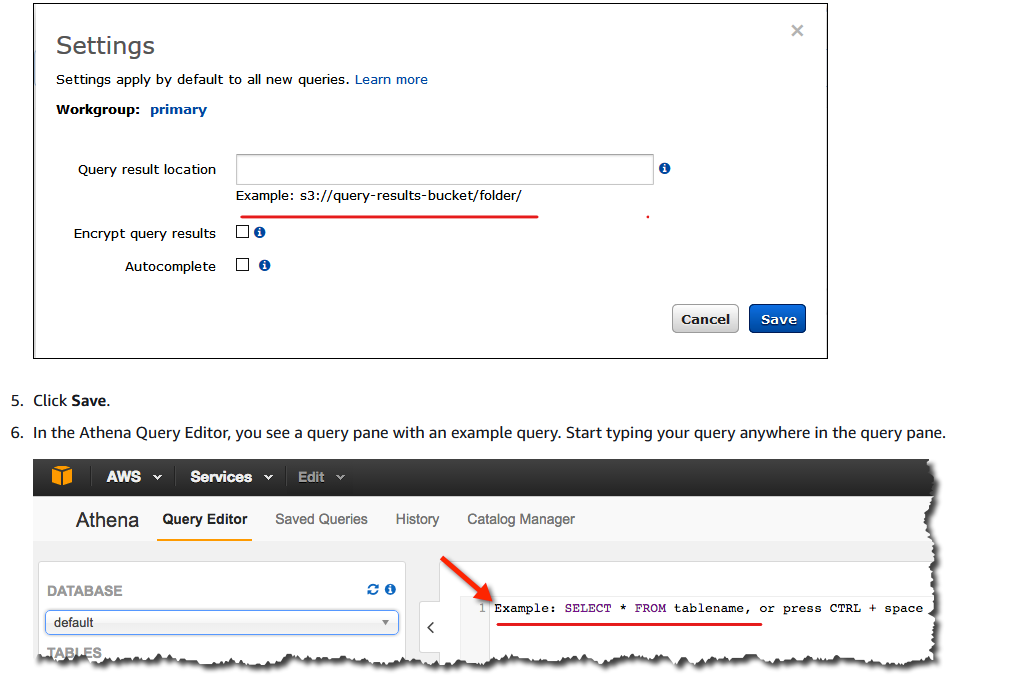 Settings
×
Settings apply by default to all new queries. Learn more
Workgroup: primary
Query result location
Example: s3://query-results-bucket/folder/
Encrypt query results
Autocomplete
Cancel Save
5. Click Save.
6. In the Athena Query Editor, you see a query pane with an example query. Start typing your query anywhere in the query pane.
AWS Services Edit
Athena Query Editor Saved Queries History Catalog Manager
DATABASE
1 Example: SELECT * FROM tablename, or press CTRL + space
default
TABLES